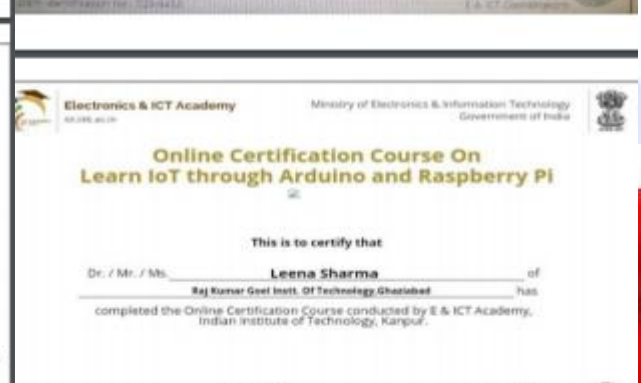 E & ICT Coordinator
Electronics & ICT Academy
Ministry of Electronics & Information Technology
Government of India
Online Certification Course On
Learn IoT through Arduino and Raspberry Pi
This is to certify that
Dr. / Mr. / Ms. Leena Sharma of
Raj Kumar Goel Instt. Of Technology,Ghaziabad has
completed the Online Certification Course conducted by E & ICT Academy,
Indian Institute of Technology, Kanpur.